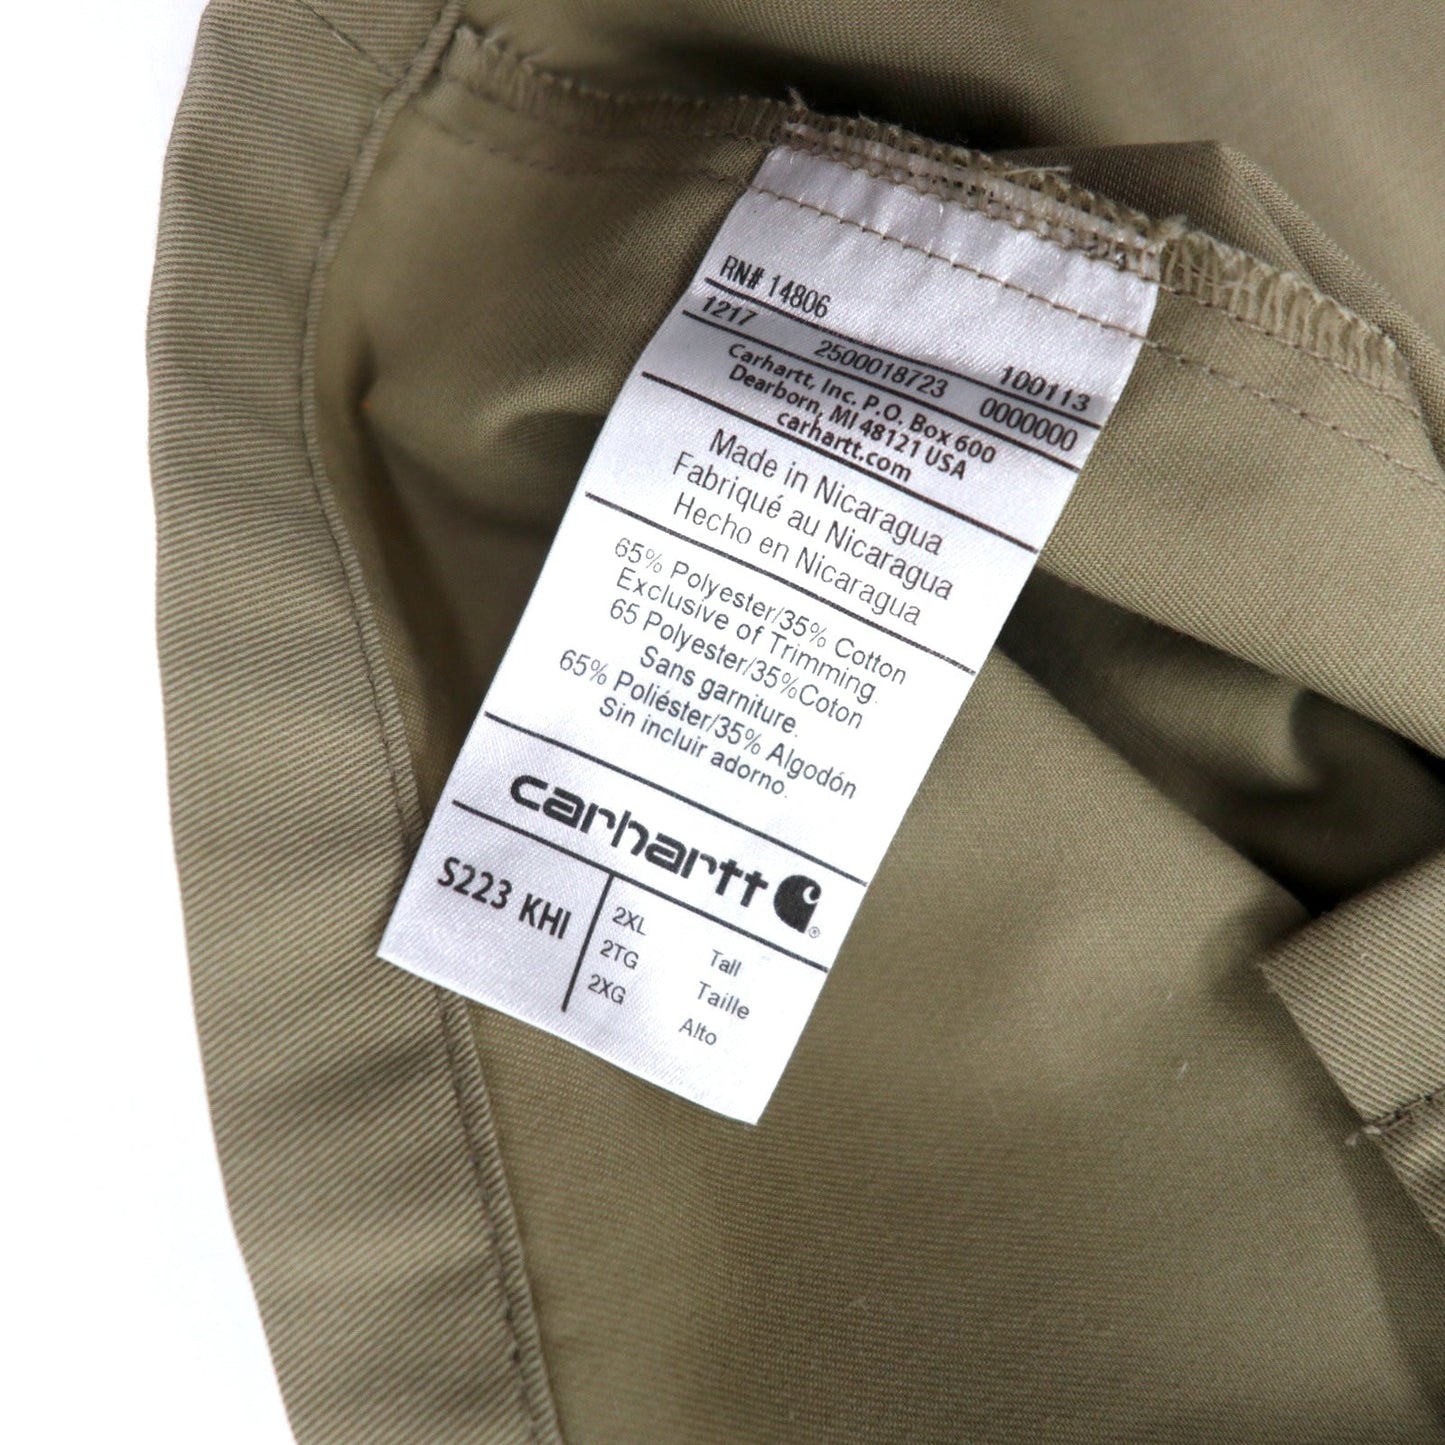 RN# 14806
1217 2500018723 100113
Carhartt, Inc. P.O. Box 600 0000000
Dearborn, MI 48121 USA
carhartt.com
Made in Nicaragua
Fabriqué au Nicaragua
Hecho en Nicaragua
65% Polyester/35% Cotton
Exclusive of Trimming.
65 Polyester/35%Coton
Sans garniture.
65% Poliéster/35% Algodón
Sin incluir adorno.
carhartt ®
S223 KHI
2XL Tall
2TG Taille
2XG Alto